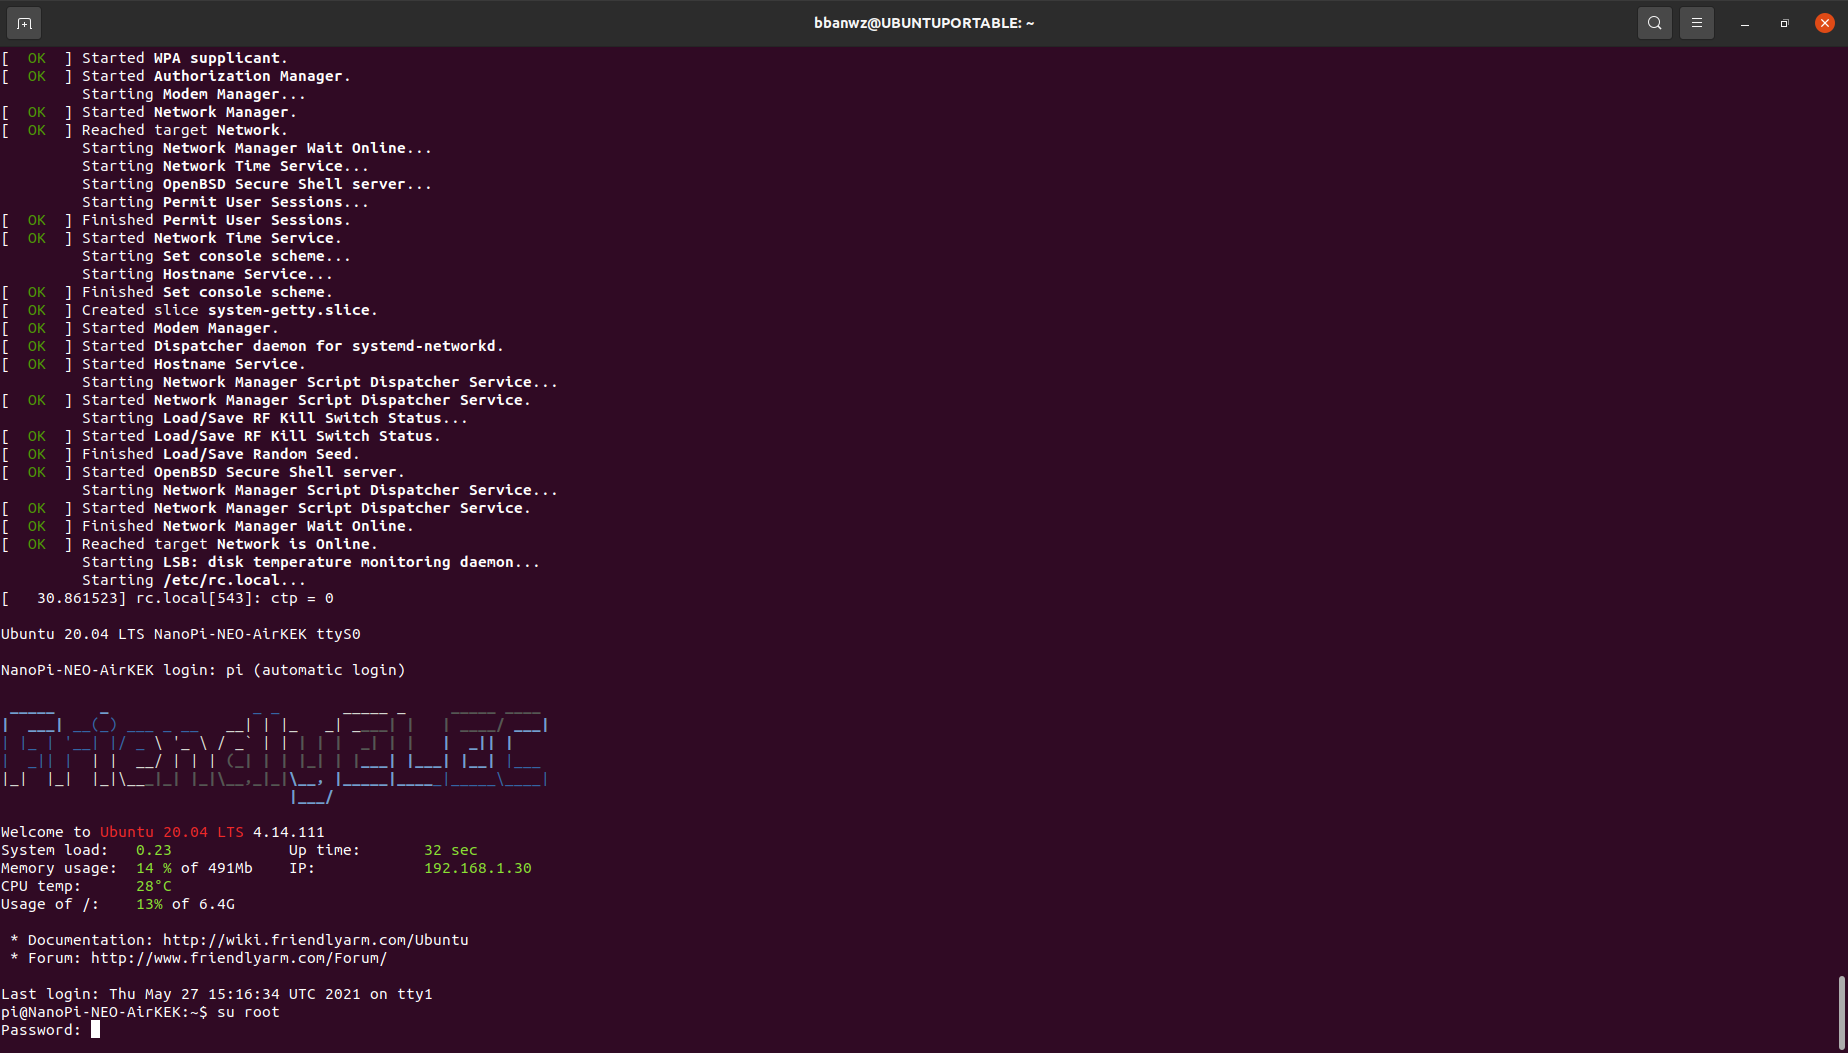 bbanwz@UBUNTUPORTABLE: ~
[  OK  ] Started WPA supplicant.
[  OK  ] Started Authorization Manager.
         Starting Modem Manager...
[  OK  ] Started Network Manager.
[  OK  ] Reached target Network.
         Starting Network Manager Wait Online...
         Starting Network Time Service...
         Starting OpenBSD Secure Shell server...
         Starting Permit User Sessions...
[  OK  ] Finished Permit User Sessions.
[  OK  ] Started Network Time Service.
         Starting Set console scheme...
         Starting Hostname Service...
[  OK  ] Finished Set console scheme.
[  OK  ] Created slice system-getty.slice.
[  OK  ] Started Modem Manager.
[  OK  ] Started Dispatcher daemon for systemd-networkd.
[  OK  ] Started Hostname Service.
         Starting Network Manager Script Dispatcher Service...
[  OK  ] Started Network Manager Script Dispatcher Service.
         Starting Load/Save RF Kill Switch Status...
[  OK  ] Started Load/Save RF Kill Switch Status.
[  OK  ] Finished Load/Save Random Seed.
[  OK  ] Started OpenBSD Secure Shell server.
         Starting Network Manager Script Dispatcher Service...
[  OK  ] Started Network Manager Script Dispatcher Service.
[  OK  ] Finished Network Manager Wait Online.
[  OK  ] Reached target Network is Online.
         Starting LSB: disk temperature monitoring daemon...
         Starting /etc/rc.local...
[   30.861523] rc.local[543]: ctp = 0
Ubuntu 20.04 LTS NanoPi-NEO-AirKEK ttyS0
NanoPi-NEO-AirKEK login: pi (automatic login)
FriendlyELEC
Welcome to Ubuntu 20.04 LTS 4.14.111
System load:   0.23             Up time:       32 sec
Memory usage:  14 % of 491Mb    IP:            192.168.1.30
CPU temp:      28°C
Usage of /:    13% of 6.4G
 * Documentation: http://wiki.friendlyarm.com/Ubuntu
 * Forum: http://www.friendlyarm.com/Forum/
Last login: Thu May 27 15:16:34 UTC 2021 on tty1
pi@NanoPi-NEO-AirKEK:~$ su root
Password: